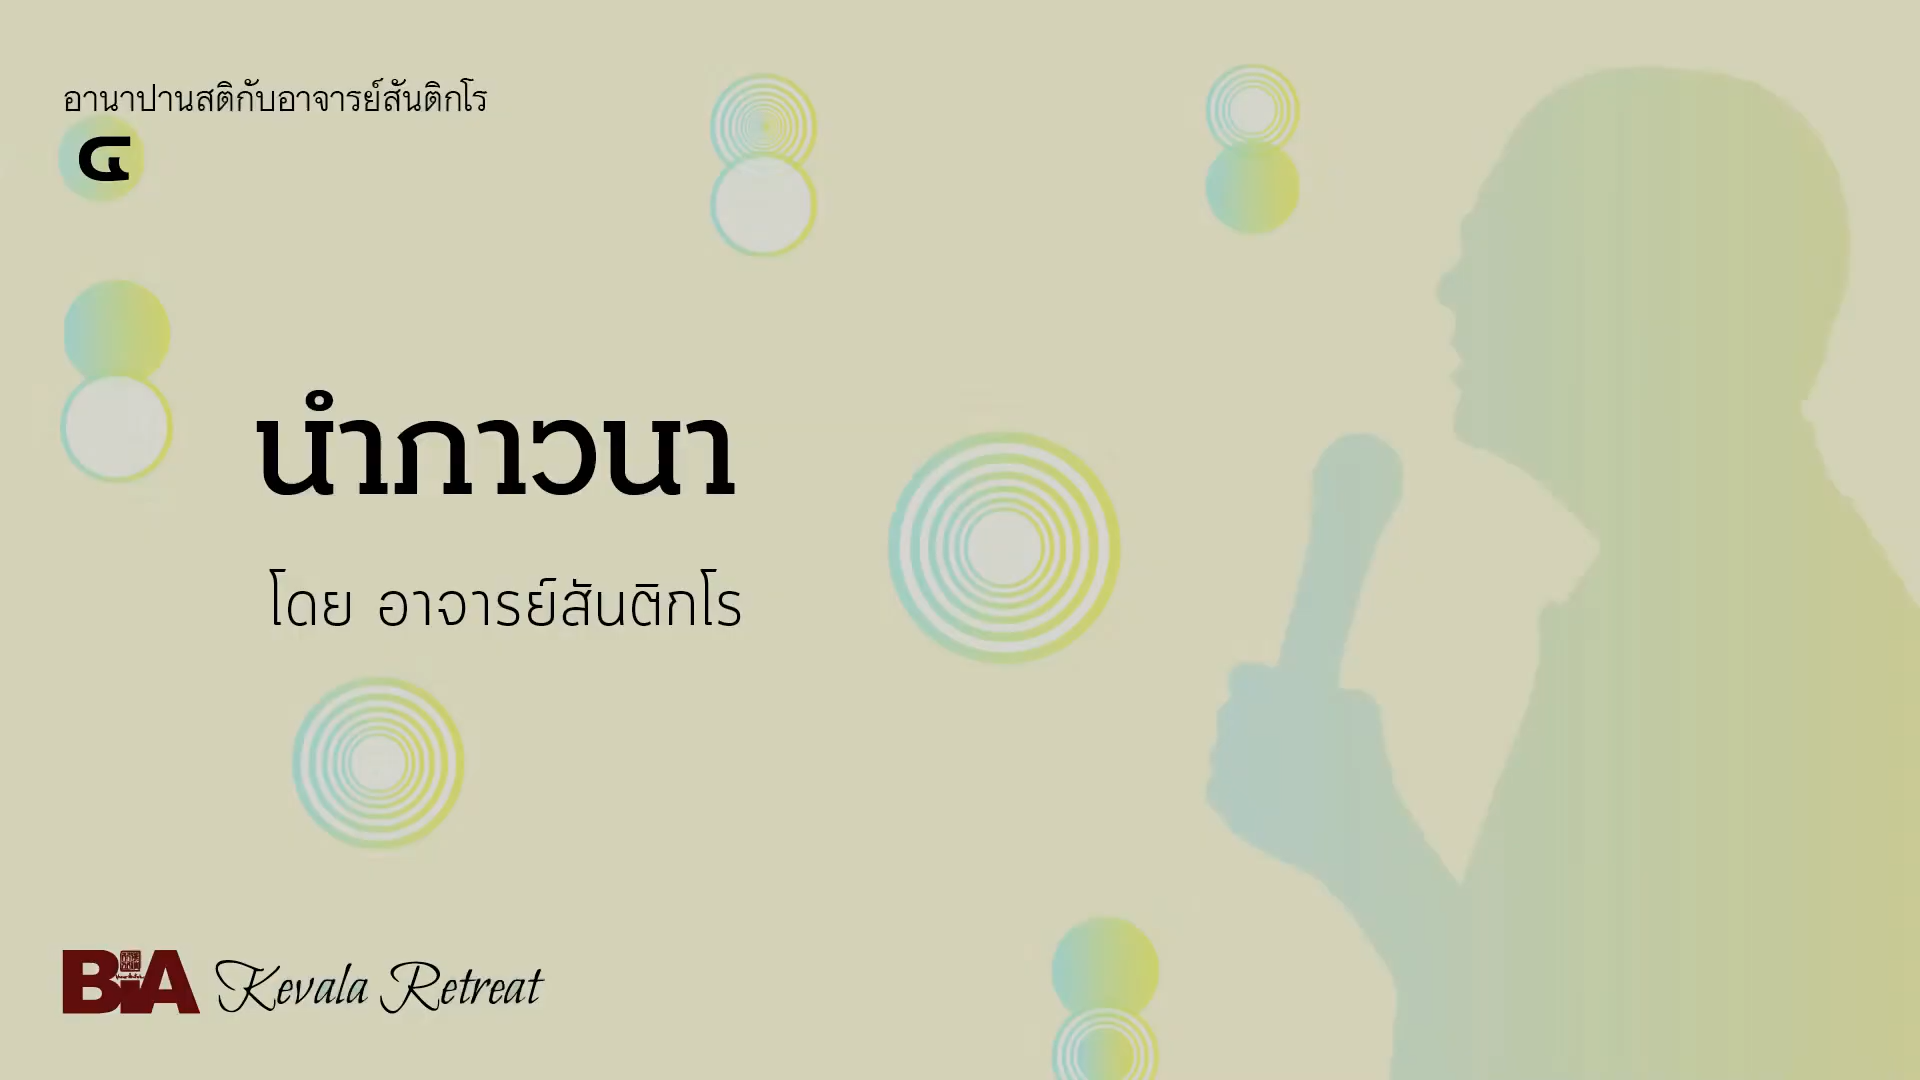 อานาปานสติกับอาจารย์สันติกโร
๔
นำภาวนา
โดย อาจารย์สันติกโร
BIA Kevala Retreat